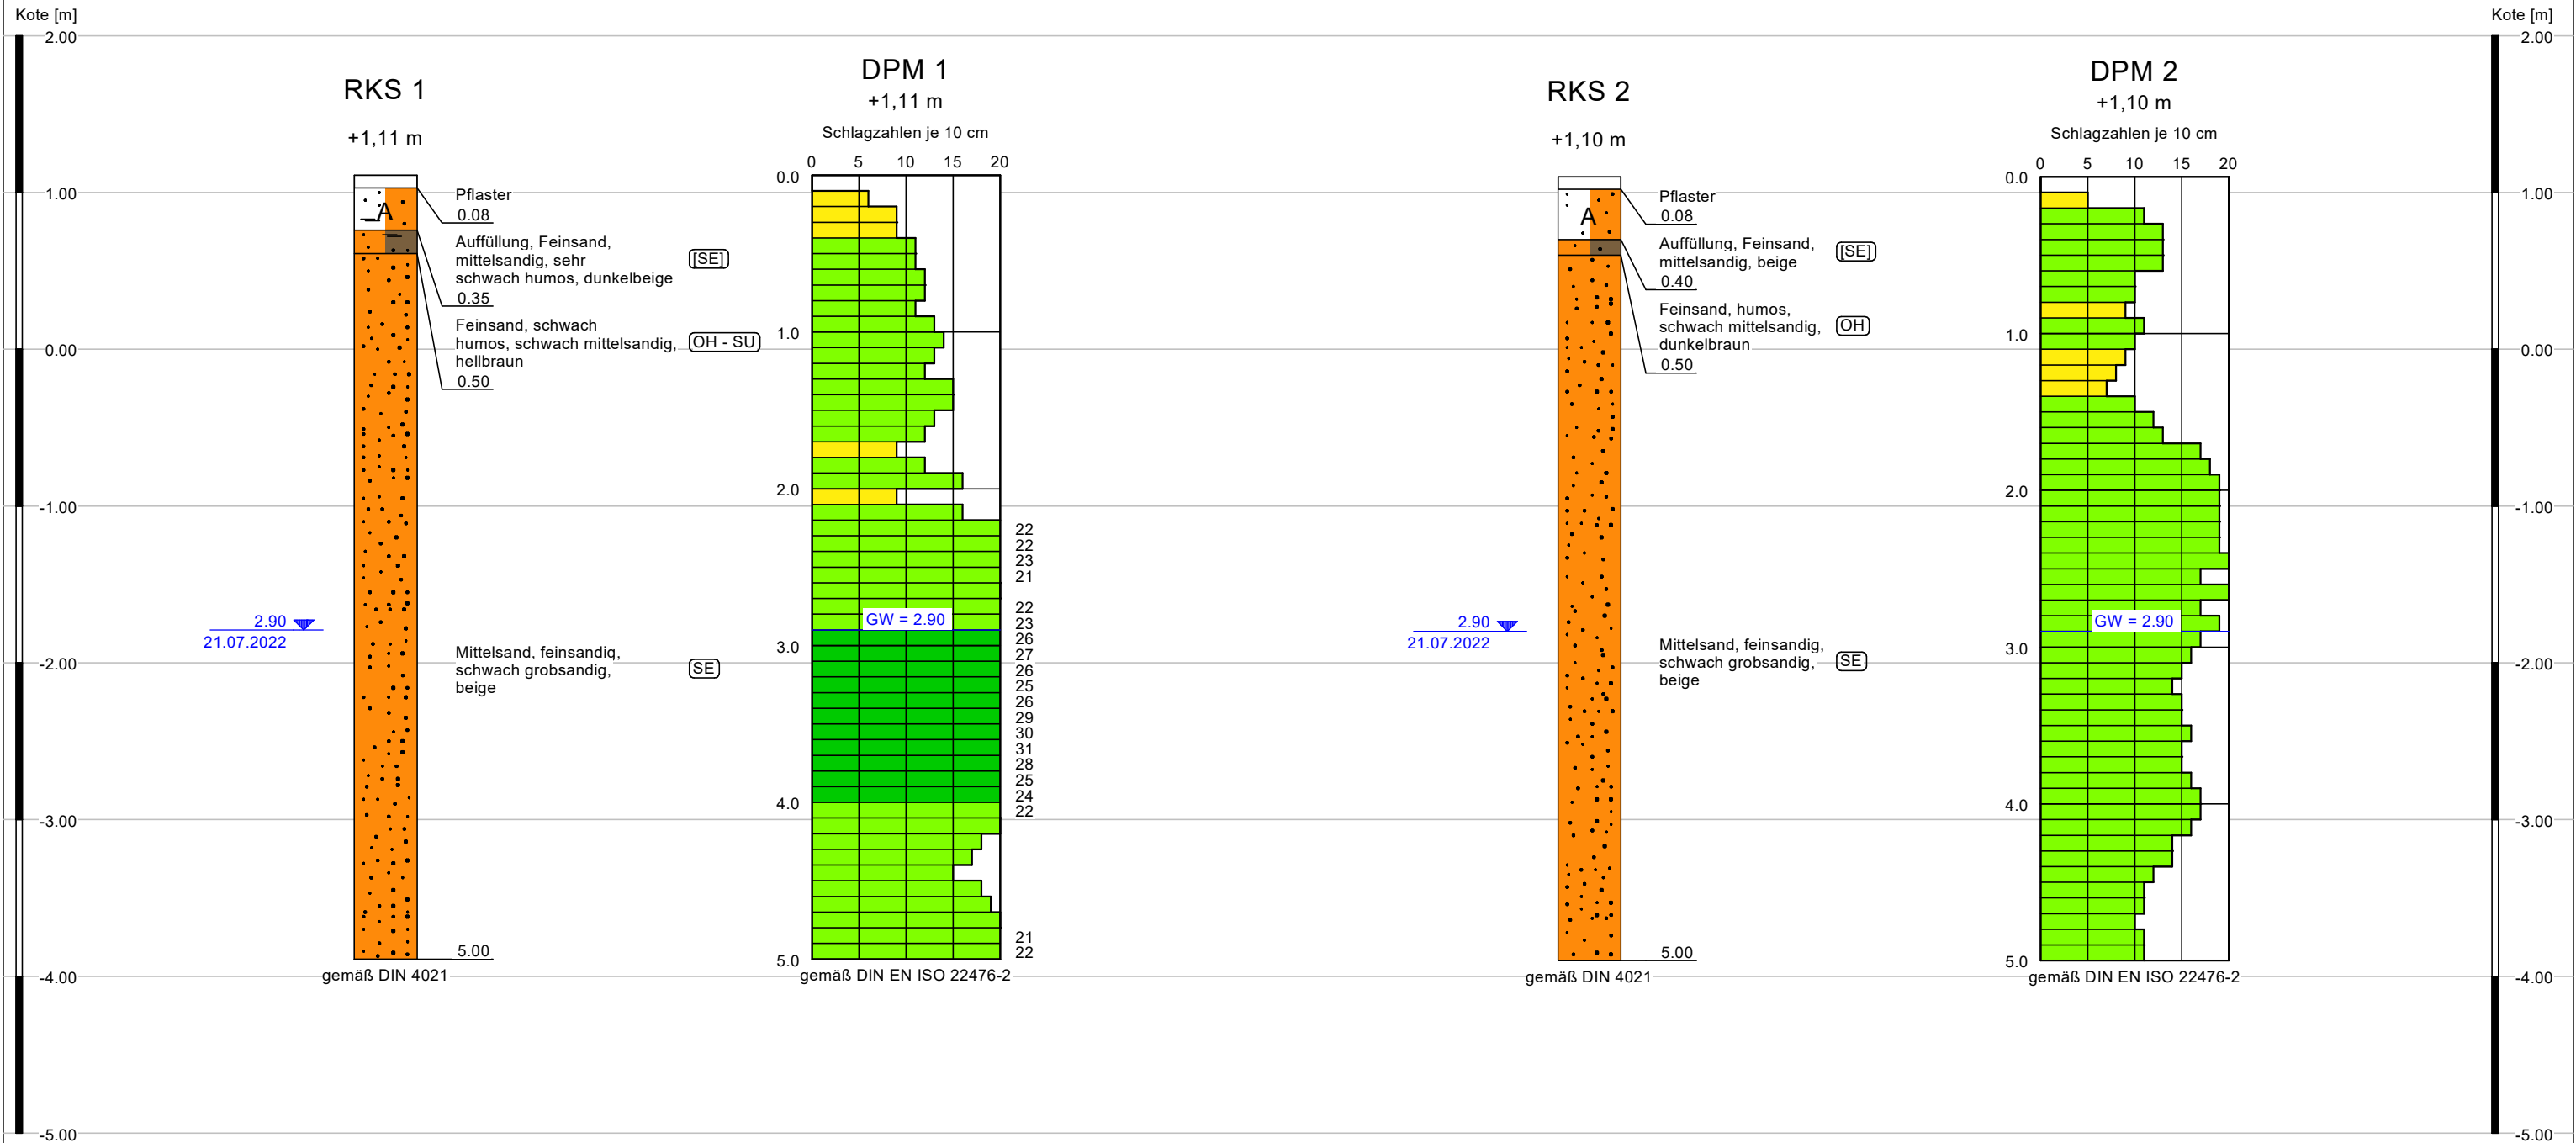 Kote [m]
2.00
1.00
0.00
-1.00
-2.00
-3.00
-4.00
-5.00
RKS 1
+1,11 m
A
Pflaster
0.08
Auffüllung, Feinsand,
mittelsandig, sehr
schwach humos, dunkelbeige
[SE]
0.35
Feinsand, schwach
humos, schwach mittelsandig,
hellbraun
OH - SU
0.50
2.90
21.07.2022
Mittelsand, feinsandig,
schwach grobsandig,
beige
SE
5.00
gemäß DIN 4021
DPM 1
+1,11 m
Schlagzahlen je 10 cm
0 5 10 15 20
0.0
1.0
2.0
3.0
4.0
5.0
22
22
23
21
22
23
26
27
26
25
26
29
30
31
28
25
24
22
21
22
GW = 2.90
gemäß DIN EN ISO 22476-2
RKS 2
+1,10 m
A
Pflaster
0.08
Auffüllung, Feinsand,
mittelsandig, beige
[SE]
0.40
Feinsand, humos,
schwach mittelsandig,
dunkelbraun
OH
0.50
2.90
21.07.2022
Mittelsand, feinsandig,
schwach grobsandig,
beige
SE
5.00
gemäß DIN 4021
DPM 2
+1,10 m
Schlagzahlen je 10 cm
0 5 10 15 20
0.0
1.0
2.0
3.0
4.0
5.0
GW = 2.90
gemäß DIN EN ISO 22476-2
Kote [m]
2.00
1.00
0.00
-1.00
-2.00
-3.00
-4.00
-5.00